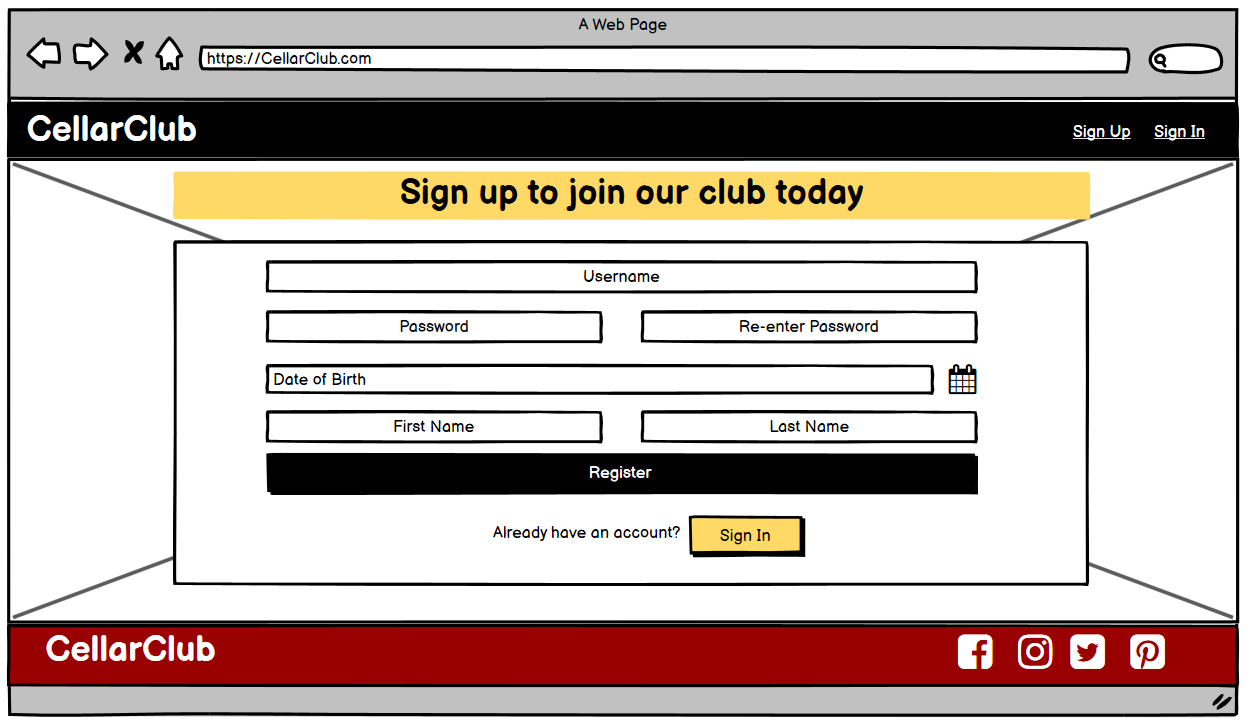 A Web Page
https://CellarClub.com
CellarClub
Sign Up
Sign In
Sign up to join our club today
Username
Password
Re-enter Password
Date of Birth
First Name
Last Name
Register
Already have an account?
Sign In
CellarClub